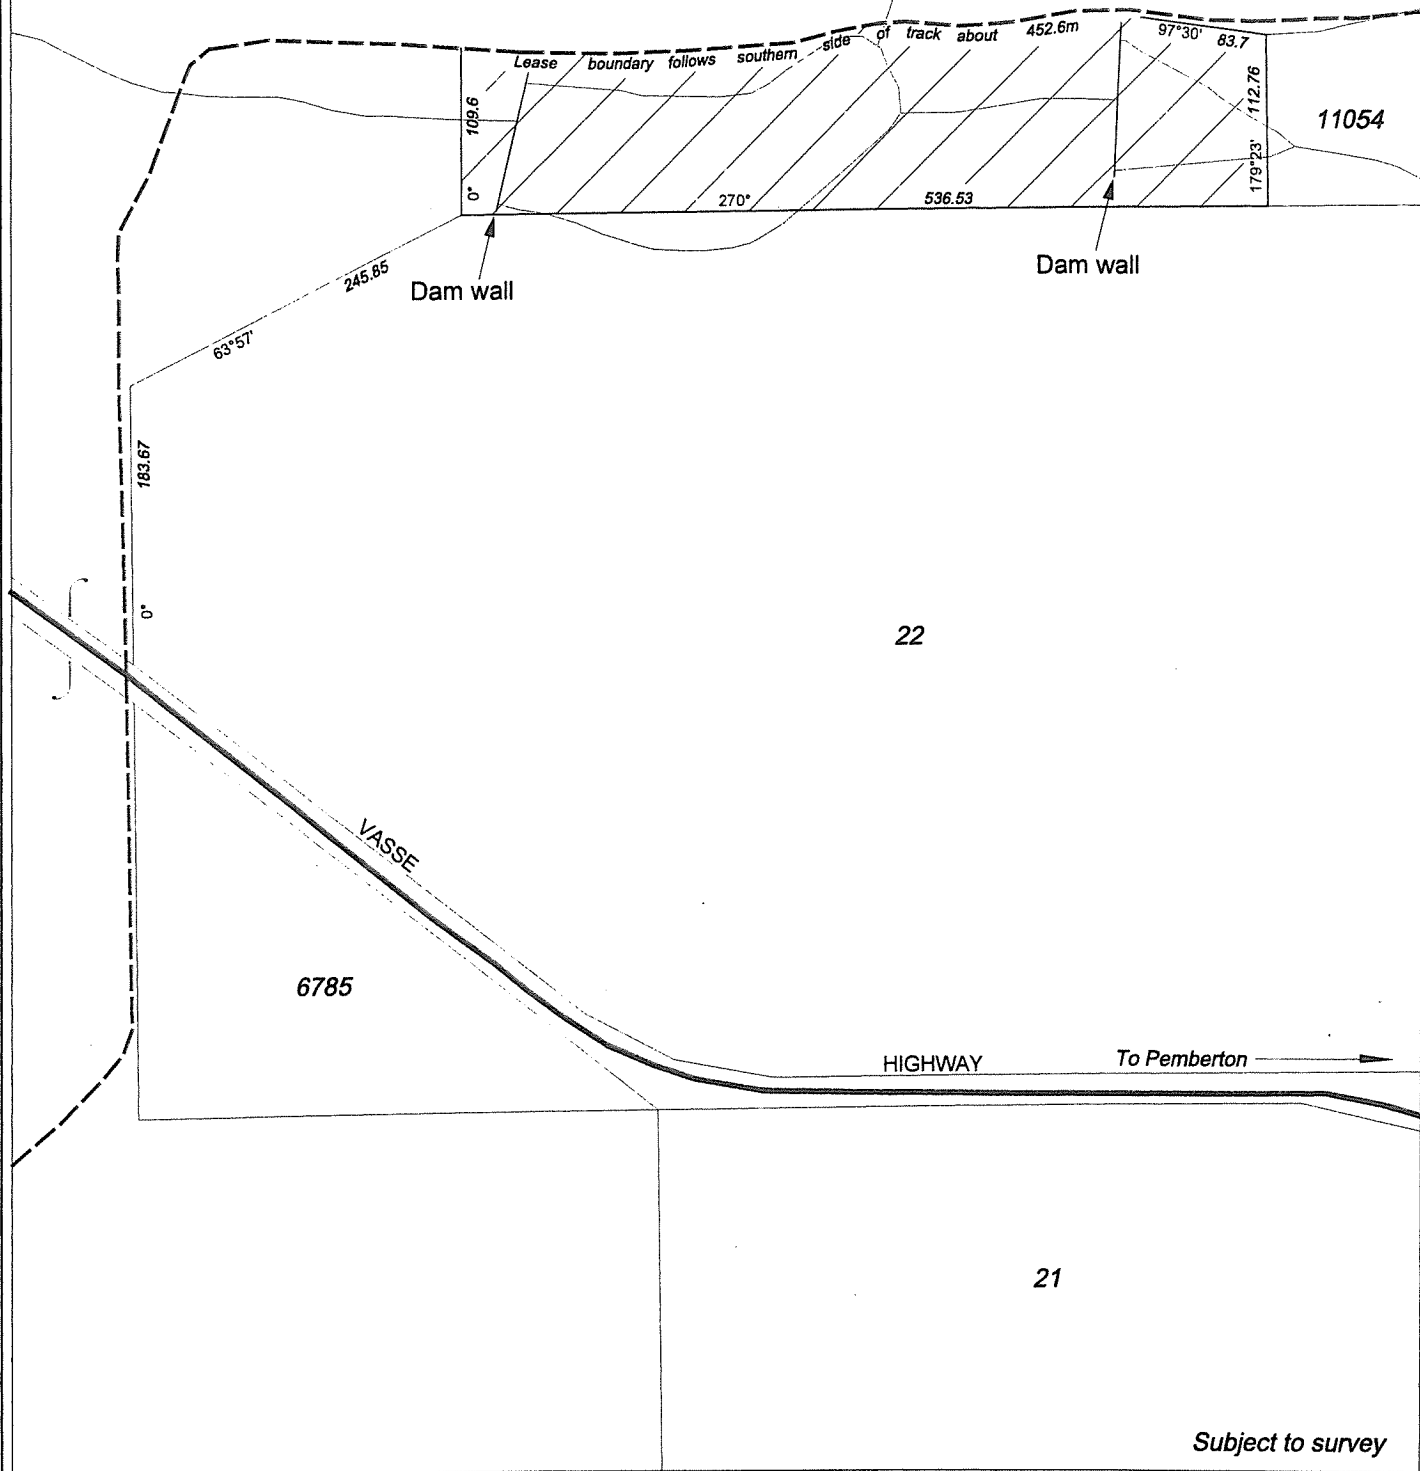 Lease boundary follows southern side of track about 452.6m
97°30' 83.7
109.6
0°
112.76
179°23'
11054
270° 536.53
Dam wall
Dam wall
245.85
63°57'
183.67
0°
22
VASSE
6785
HIGHWAY
To Pemberton
21
Subject to survey